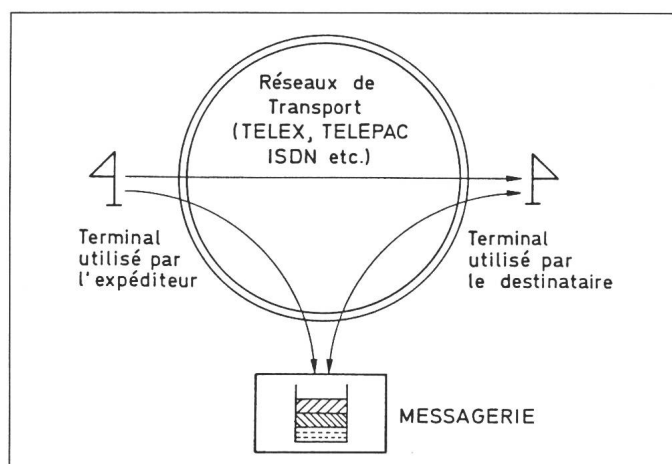 Réseaux de
Transport
(TELEX, TELEPAC
ISDN etc.)
Terminal
utilisé par
l'expéditeur
Terminal
utilisé par
le destinataire
MESSAGERIE